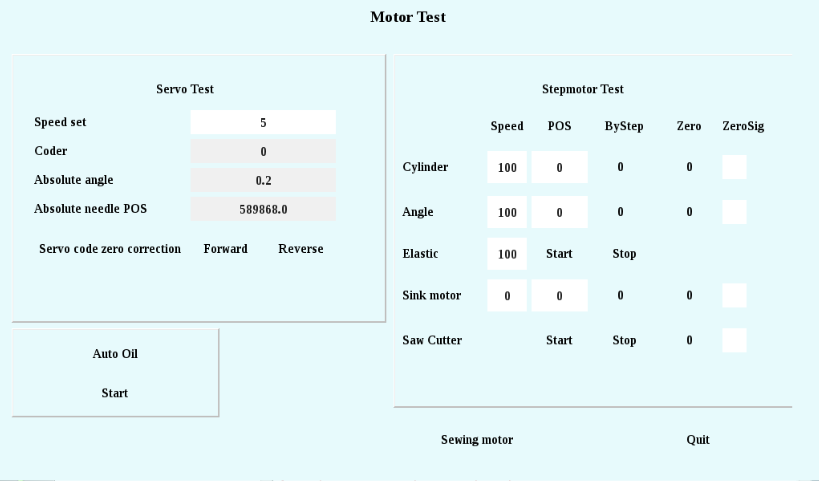 Motor Test
Servo Test
Speed set 5
Coder 0
Absolute angle 0.2
Absolute needle POS 589868.0
Servo code zero correction Forward Reverse
Auto Oil
Start
Stepmotor Test
Speed POS ByStep Zero ZeroSig
Cylinder 100 0 0 0
Angle 100 0 0 0
Elastic 100 Start Stop
Sink motor 0 0 0 0
Saw Cutter Start Stop 0
Sewing motor Quit